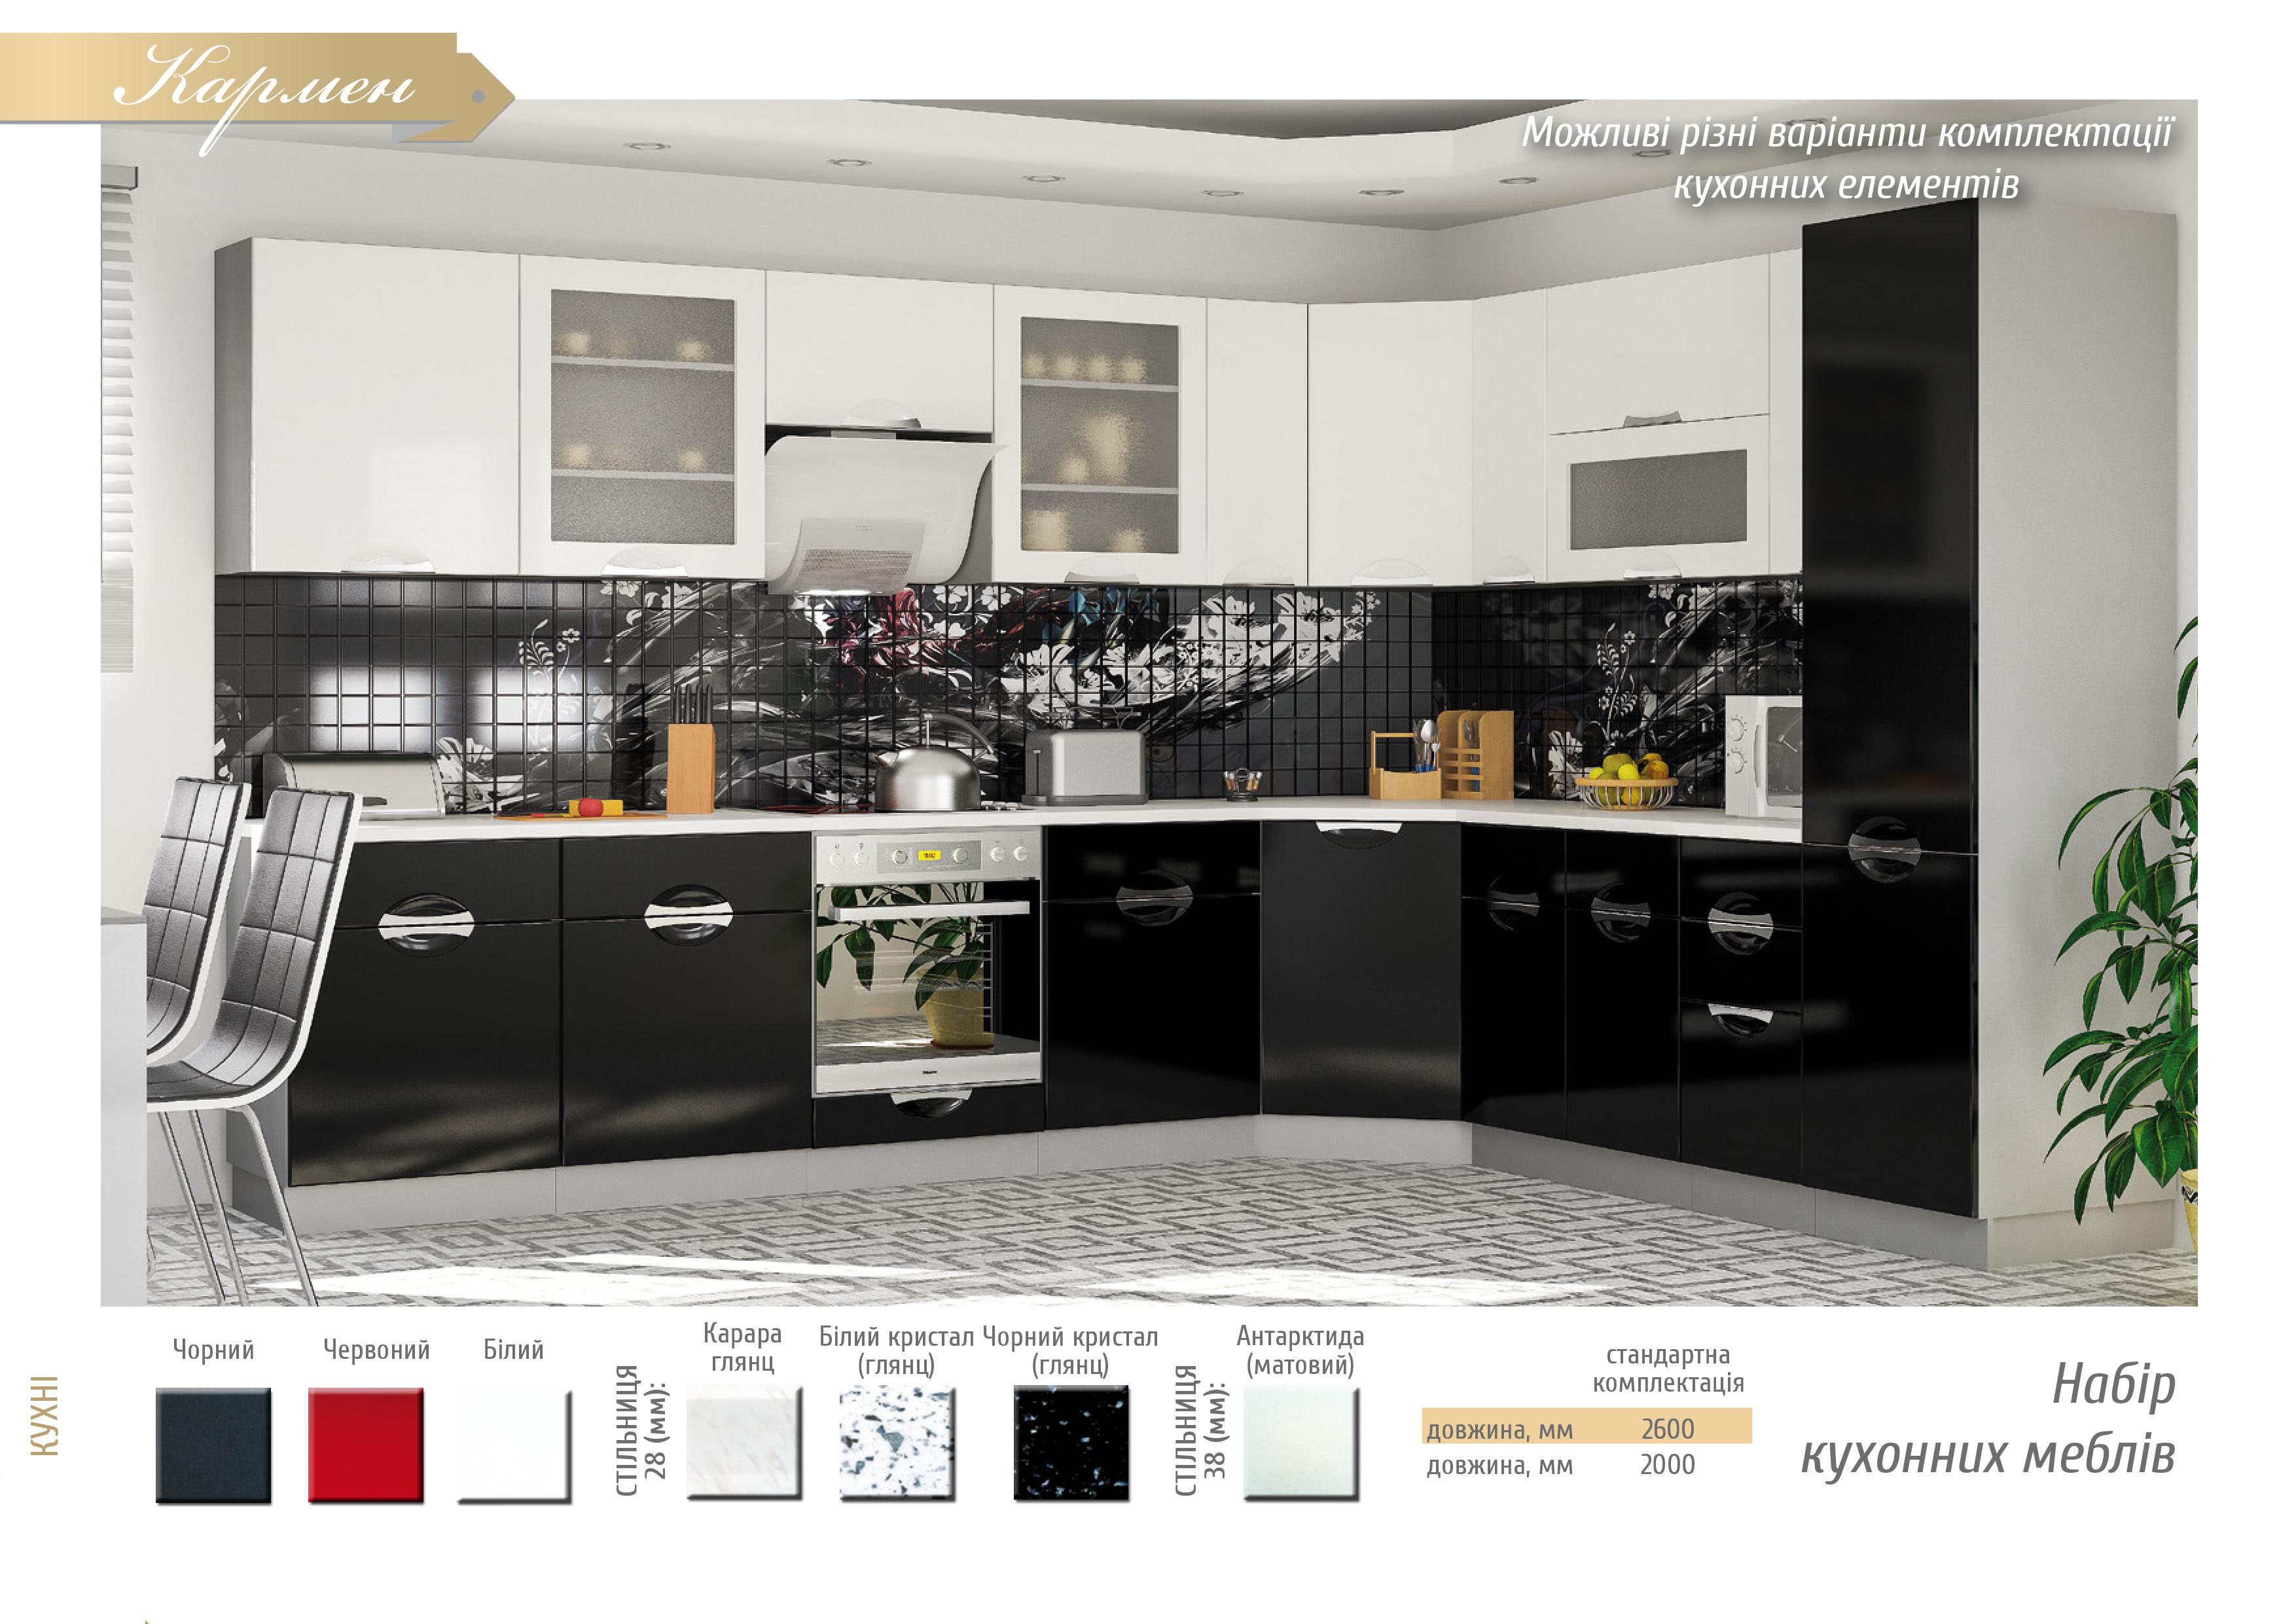 Кармен
Можливі різні варіанти комплектації
кухонних елементів
КУХНІ
Чорний
Червоний
Білий
СТІЛЬНИЦЯ
28 (мм):
Карара
глянц
Білий кристал
(глянц)
Чорний кристал
(глянц)
СТІЛЬНИЦЯ
38 (мм):
Антарктида
(матовий)
стандартна
комплектація
довжина, мм 2600
довжина, мм 2000
Набір
кухонних меблів